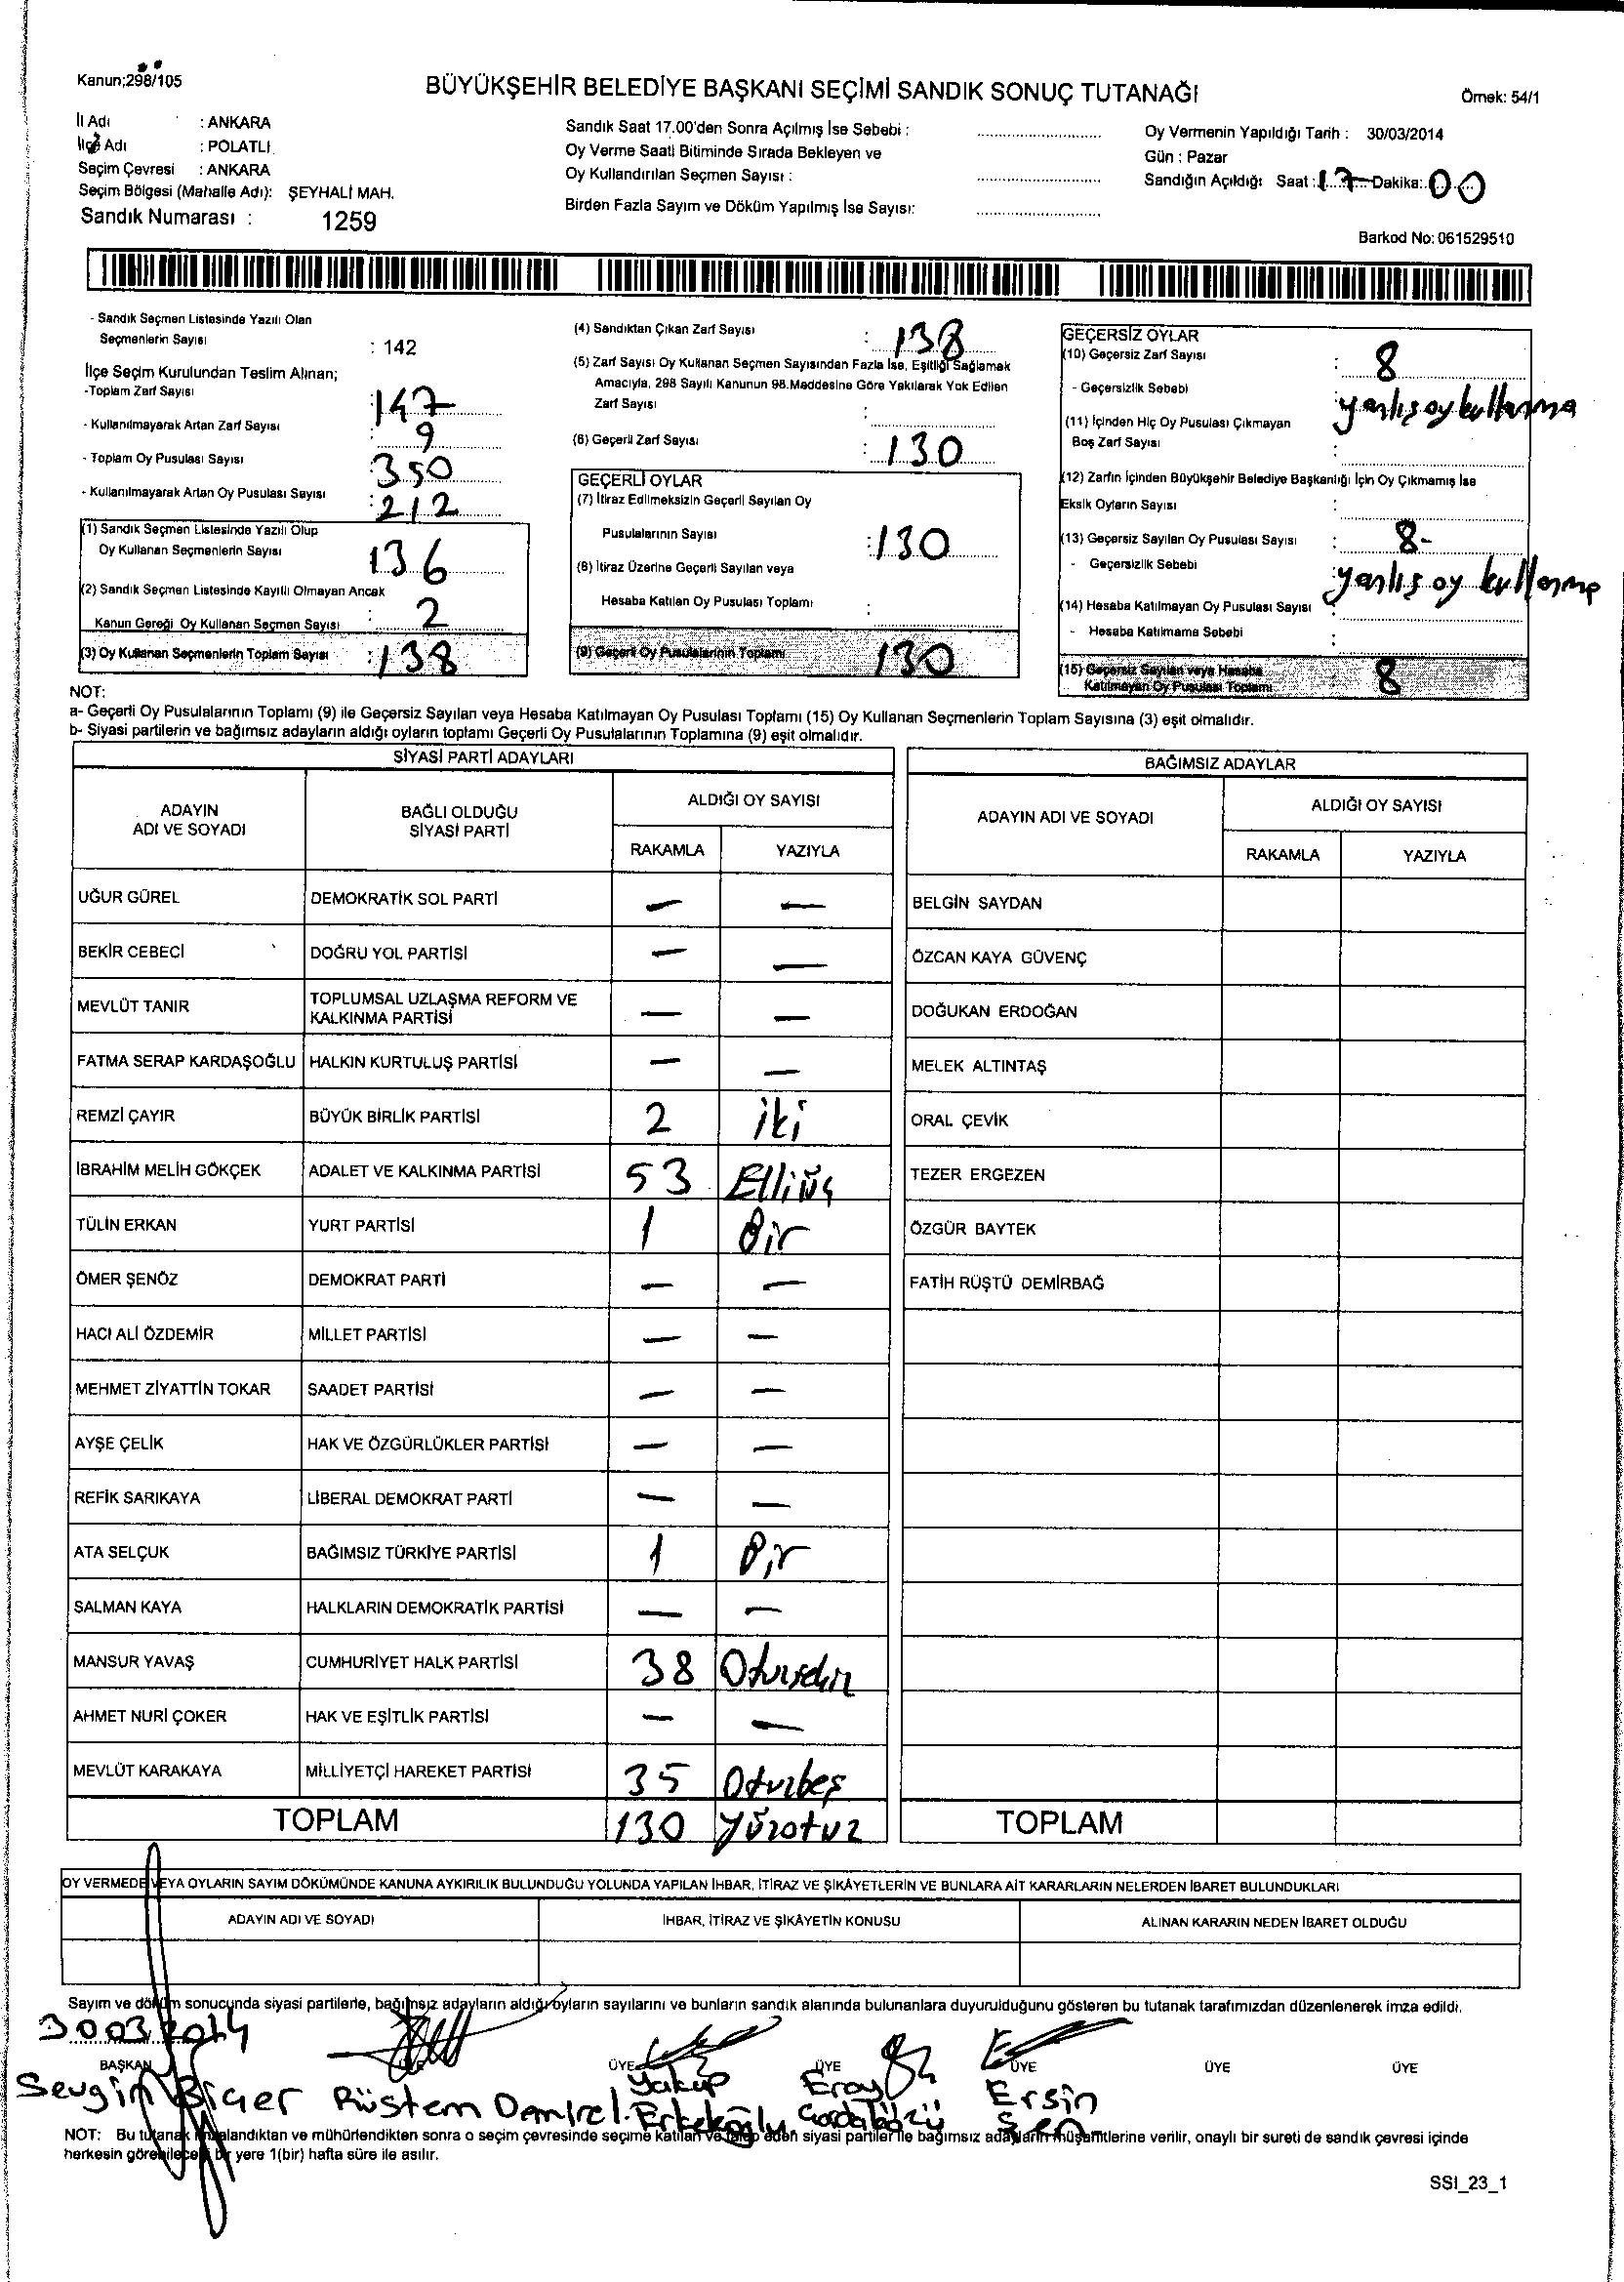 Kanun;298/105
BÜYÜKŞEHİR BELEDİYE BAŞKANI SEÇİMİ SANDIK SONUÇ TUTANAĞI
Örnek: 54/1
İl Adı : ANKARA
İlçe Adı : POLATLI
Seçim Çevresi : ANKARA
Seçim Bölgesi (Mahalle Adı): ŞEYHALİ MAH.
Sandık Numarası : 1259
Sandık Saat 17.00'den Sonra Açılmış İse Sebebi :
Oy Verme Saati Bitiminde Sırada Bekleyen ve
Oy Kullandırılan Seçmen Sayısı :
Birden Fazla Sayım ve Döküm Yapılmış İse Sayısı:
Oy Vermenin Yapıldığı Tarih : 30/03/2014
Gün : Pazar
Sandığın Açıldığı Saat : 17 Dakika: 00
Barkod No: 061529510
- Sandık Seçmen Listesinde Yazılı Olan
Seçmenlerin Sayısı : 142
İlçe Seçim Kurulundan Teslim Alınan;
-Toplam Zarf Sayısı : 147
- Kullanılmayarak Artan Zarf Sayısı : 9
- Toplam Oy Pusulası Sayısı : 350
- Kullanılmayarak Artan Oy Pusulası Sayısı : 212
(1) Sandık Seçmen Listesinde Yazılı Olup
Oy Kullanan Seçmenlerin Sayısı 136
(2) Sandık Seçmen Listesinde Kayıtlı Olmayan Ancak
Kanun Gereği Oy Kullanan Seçmen Sayısı : 2
(3) Oy Kullanan Seçmenlerin Toplam Sayısı : 138
(4) Sandıktan Çıkan Zarf Sayısı : 138
(5) Zarf Sayısı Oy Kullanan Seçmen Sayısından Fazla İse, Eşitliği Sağlamak
Amacıyla, 298 Sayılı Kanunun 98.Maddesine Göre Yakılarak Yok Edilen
Zarf Sayısı :
(6) Geçerli Zarf Sayısı : 130
GEÇERLİ OYLAR
(7) İtiraz Edilmeksizin Geçerli Sayılan Oy
Pusulalarının Sayısı : 130
(8) İtiraz Üzerine Geçerli Sayılan veya
Hesaba Katılan Oy Pusulası Toplamı :
(9) Geçerli Oy Pusulalarının Toplamı 130
GEÇERSİZ OYLAR
(10) Geçersiz Zarf Sayısı : 8
- Geçersizlik Sebebi : yanlış oy kullanma
(11) İçinden Hiç Oy Pusulası Çıkmayan
Boş Zarf Sayısı :
(12) Zarfın İçinden Büyükşehir Belediye Başkanlığı İçin Oy Çıkmamış İse
Eksik Oyların Sayısı :
(13) Geçersiz Sayılan Oy Pusulası Sayısı : 8-
- Geçersizlik Sebebi : yanlış oy kullanma
(14) Hesaba Katılmayan Oy Pusulası Sayısı :
- Hesaba Katılmama Sebebi :
(15) Geçersiz Sayılan veya Hesaba
Katılmayan Oy Pusulası Toplamı 8
NOT:
a- Geçerli Oy Pusulalarının Toplamı (9) ile Geçersiz Sayılan veya Hesaba Katılmayan Oy Pusulası Toplamı (15) Oy Kullanan Seçmenlerin Toplam Sayısına (3) eşit olmalıdır.
b- Siyasi partilerin ve bağımsız adayların aldığı oyların toplamı Geçerli Oy Pusulalarının Toplamına (9) eşit olmalıdır.
SİYASİ PARTİ ADAYLARI
ADAYIN ADI VE SOYADI
BAĞLI OLDUĞU SİYASİ PARTİ
ALDIĞI OY SAYISI
RAKAMLA YAZIYLA
UĞUR GÜREL DEMOKRATİK SOL PARTİ — —
BEKİR CEBECİ DOĞRU YOL PARTİSİ — —
MEVLÜT TANIR TOPLUMSAL UZLAŞMA REFORM VE KALKINMA PARTİSİ — —
FATMA SERAP KARDAŞOĞLU HALKIN KURTULUŞ PARTİSİ — —
REMZİ ÇAYIR BÜYÜK BİRLİK PARTİSİ 2 iki
İBRAHİM MELİH GÖKÇEK ADALET VE KALKINMA PARTİSİ 53 Elliüç
TÜLİN ERKAN YURT PARTİSİ 1 Bir
ÖMER ŞENÖZ DEMOKRAT PARTİ — —
HACI ALİ ÖZDEMİR MİLLET PARTİSİ — —
MEHMET ZİYATTİN TOKAR SAADET PARTİSİ — —
AYŞE ÇELİK HAK VE ÖZGÜRLÜKLER PARTİSİ — —
REFİK SARIKAYA LİBERAL DEMOKRAT PARTİ — —
ATA SELÇUK BAĞIMSIZ TÜRKİYE PARTİSİ 1 Bir
SALMAN KAYA HALKLARIN DEMOKRATİK PARTİSİ — —
MANSUR YAVAŞ CUMHURİYET HALK PARTİSİ 38
AHMET NURİ ÇOKER HAK VE EŞİTLİK PARTİSİ — —
MEVLÜT KARAKAYA MİLLİYETÇİ HAREKET PARTİSİ 35 Oturbeş
TOPLAM 130 Yüzotuz
BAĞIMSIZ ADAYLAR
ADAYIN ADI VE SOYADI
ALDIĞI OY SAYISI
RAKAMLA YAZIYLA
BELGİN SAYDAN
ÖZCAN KAYA GÜVENÇ
DOĞUKAN ERDOĞAN
MELEK ALTINTAŞ
ORAL ÇEVİK
TEZER ERGEZEN
ÖZGÜR BAYTEK
FATİH RÜŞTÜ DEMİRBAĞ
TOPLAM
OY VERMEDE VEYA OYLARIN SAYIM DÖKÜMÜNDE KANUNA AYKIRILIK BULUNDUĞU YOLUNDA YAPILAN İHBAR, İTİRAZ VE ŞİKÂYETLERİN VE BUNLARA AİT KARARLARIN NELERDEN İBARET BULUNDUKLARI
ADAYIN ADI VE SOYADI İHBAR, İTİRAZ VE ŞİKÂYETİN KONUSU ALINAN KARARIN NEDEN İBARET OLDUĞU
Sayım ve döküm sonucunda siyasi partilerle, bağımsız adayların aldığı oyların sayılarını ve bunların sandık alanında bulunanlara duyurulduğunu gösteren bu tutanak tarafımızdan düzenlenerek imza edildi.
30 03 2014
BAŞKAN ÜYE ÜYE ÜYE ÜYE ÜYE
Sevgin Biçer Rüstem Demirel Yakup Erkekoğlu Eray Ersin Şen
NOT: Bu tutanak imzalandıktan ve mühürlendikten sonra o seçim çevresinde seçime katılan ve talep eden siyasi partiler ile bağımsız adayların müşahitlerine verilir, onaylı bir sureti de sandık çevresi içinde
herkesin görebileceği bir yere 1(bir) hafta süre ile asılır.
SSI_23_1